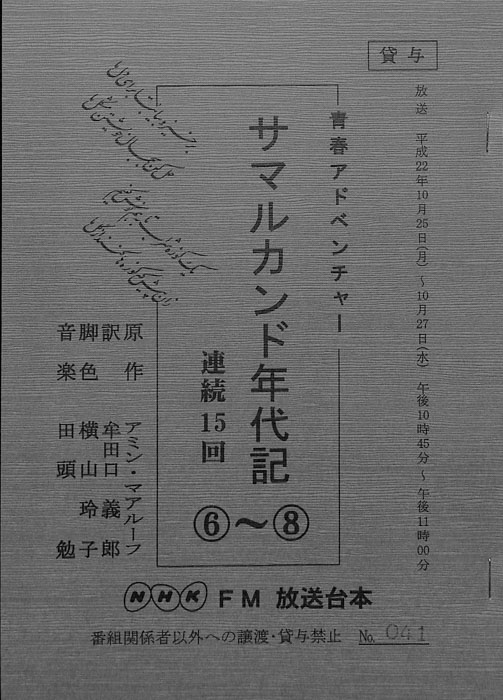 貸与
放送 平成22年10月25日(月)~10月27日(水) 午後10時45分~午後11時00分
青春アドベンチャー
サマルカンド年代記
⑥~⑧
連続15回
原作 アミン・マアルーフ
訳 牟田口義郎
脚色 横山玲子
音楽 田頭勉
NHK FM 放送台本
番組関係者以外への譲渡・貸与禁止 No. 041